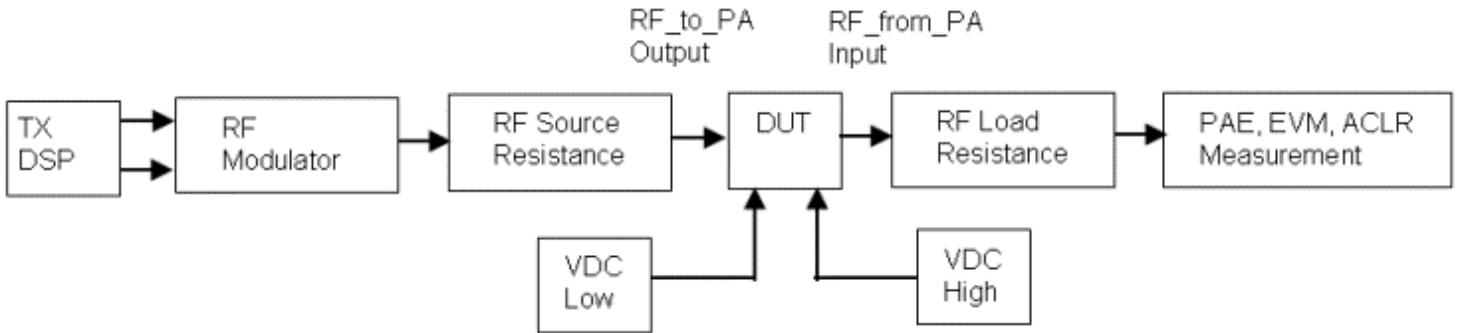 RF_to_PA
Output
RF_from_PA
Input
TX
DSP
RF
Modulator
RF Source
Resistance
DUT
RF Load
Resistance
PAE, EVM, ACLR
Measurement
VDC
Low
VDC
High